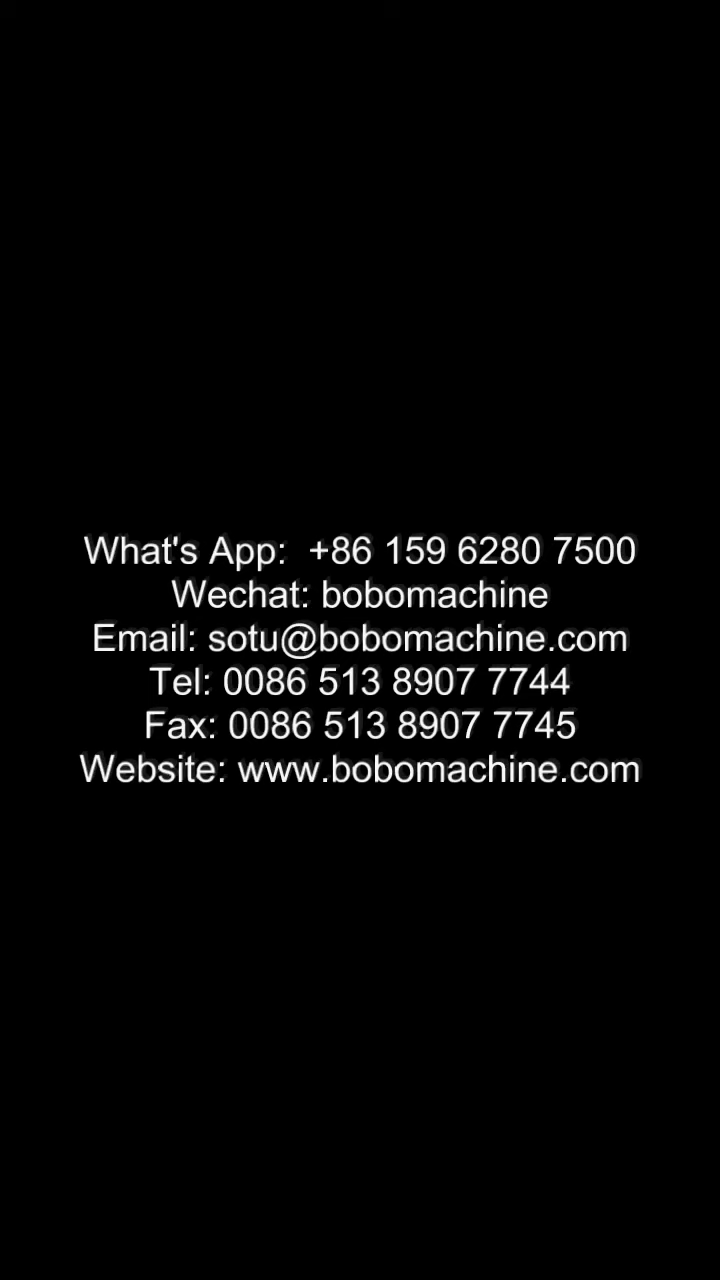 What's App:  +86 159 6280 7500
Wechat: bobomachine
Email: sotu@bobomachine.com
Tel: 0086 513 8907 7744
Fax: 0086 513 8907 7745
Website: www.bobomachine.com